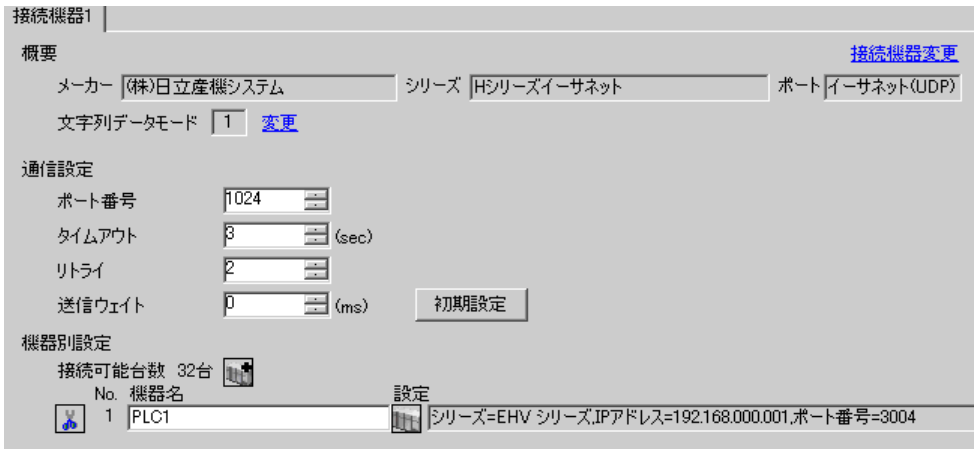 接続機器1
概要 接続機器変更
メーカー (株)日立産機システム シリーズ Hシリーズイーサネット ポート イーサネット(UDP)
文字列データモード 1 変更
通信設定
ポート番号 1024
タイムアウト 3 (sec)
リトライ 2
送信ウェイト 0 (ms) 初期設定
機器別設定
接続可能台数 32台
No. 機器名 設定
1 PLC1 シリーズ=EHV シリーズ,IPアドレス=192.168.000.001,ポート番号=3004